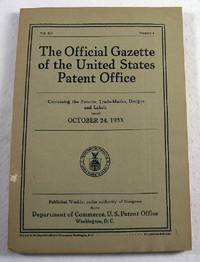 The Official Gazette
of the United States
Patent Office
Containing the Patents, Trade-Marks, Designs
and Labels
Issued
OCTOBER 24, 1933
Published Weekly under authority of Congress
by the
Department of Commerce, U. S. Patent Office
Washington, D. C.